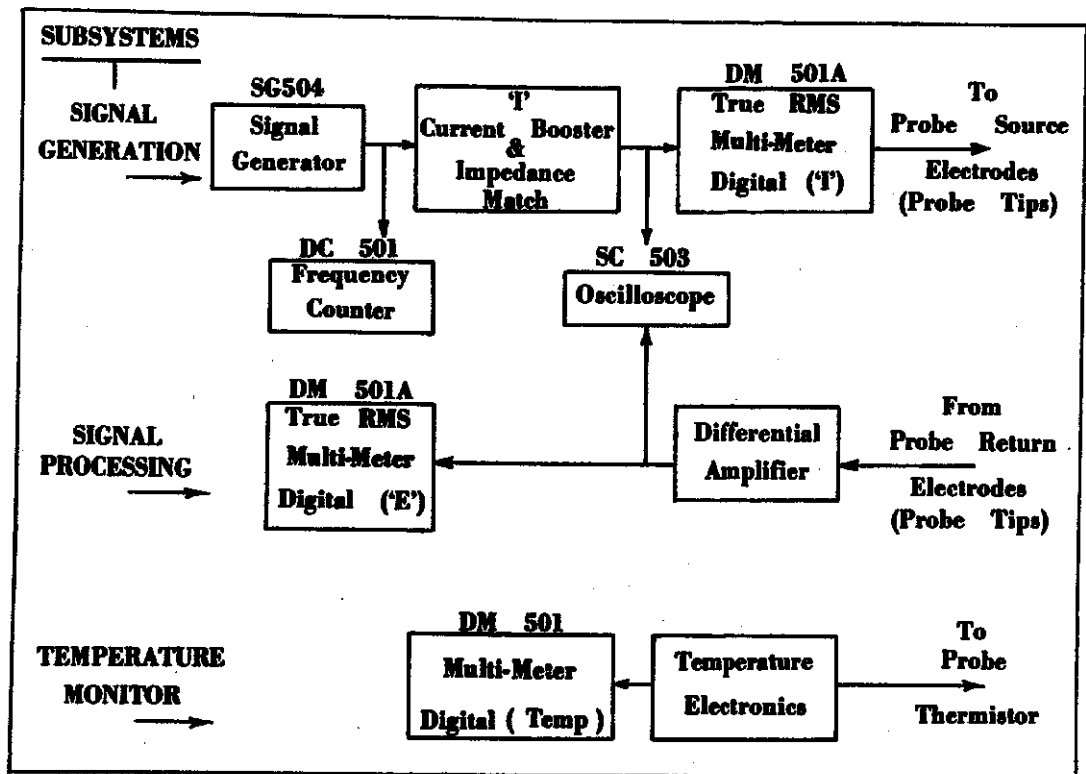 SUBSYSTEMS
SIGNAL
GENERATION
SG504
Signal
Generator
'I'
Current Booster
&
Impedance
Match
DM 501A
True RMS
Multi-Meter
Digital ('I')
To
Probe Source
Electrodes
(Probe Tips)
DC 501
Frequency
Counter
SC 503
Oscilloscope
SIGNAL
PROCESSING
DM 501A
True RMS
Multi-Meter
Digital ('E')
Differential
Amplifier
From
Probe Return
Electrodes
(Probe Tips)
TEMPERATURE
MONITOR
DM 501
Multi-Meter
Digital ( Temp )
Temperature
Electronics
To
Probe
Thermistor